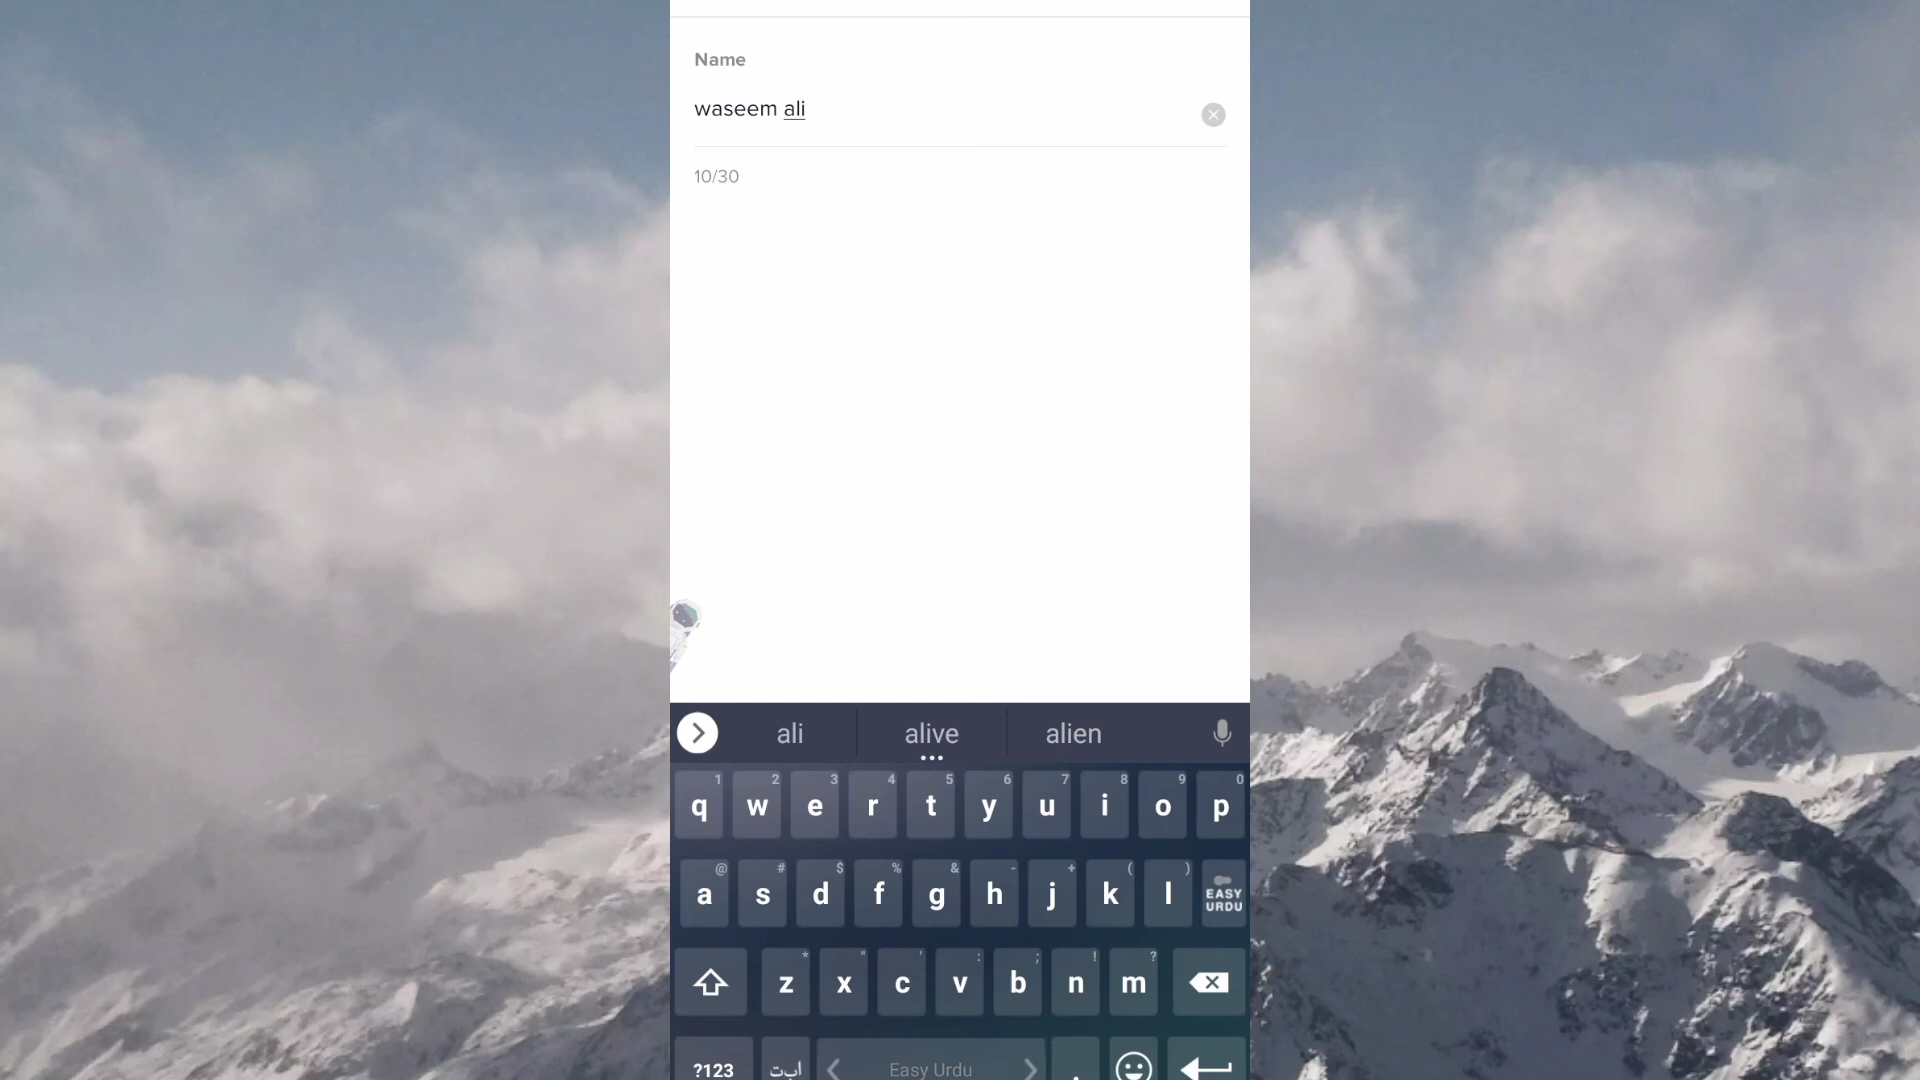 Name
waseem ali
10/30
ali alive alien
1 2 3 4 5 6 7 8 9 0
q w e r t y u i o p
@ # $ % & - + ( )
a s d f g h j k l EASY URDU
* " ' : ; ! ?
z x c v b n m
?123 ابت Easy Urdu .